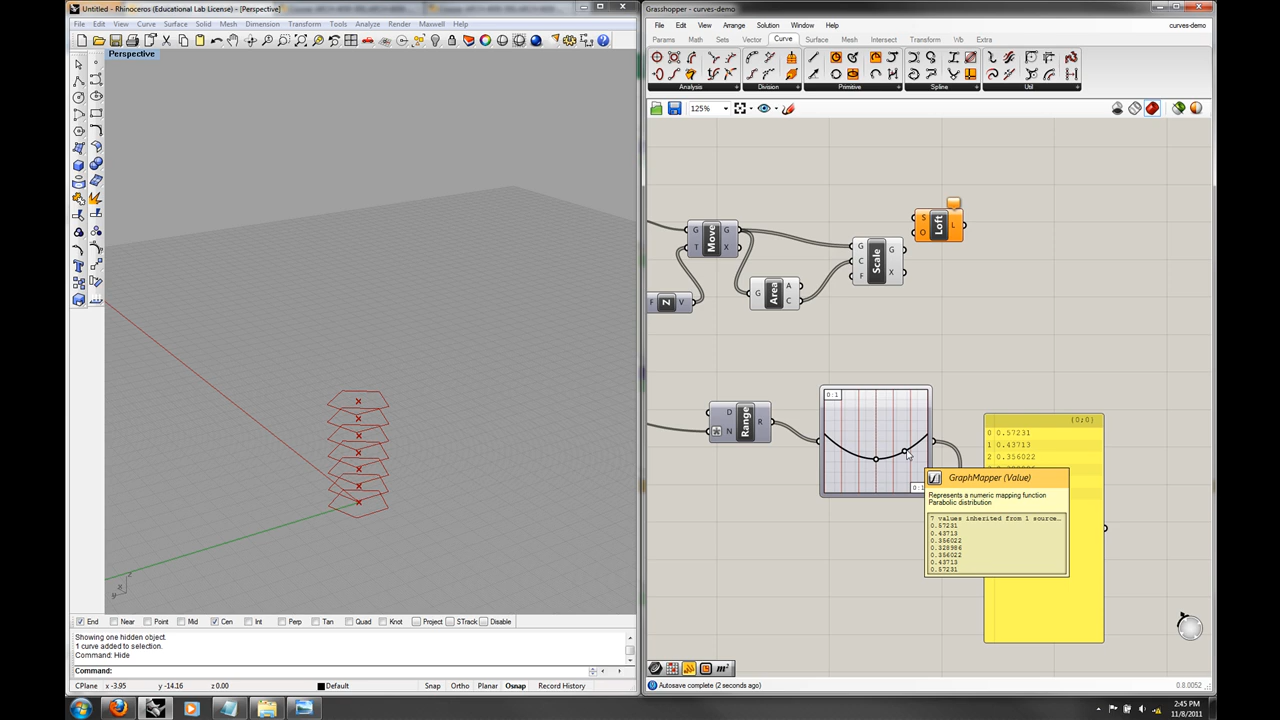 Untitled - Rhinoceros (Educational Lab License) - [Perspective]
File Edit View Curve Surface Solid Mesh Dimension Transform Tools Analyze Render Maxwell Help
Perspective
z
x
y
End Near Point Mid Cen Int Perp Tan Quad Knot Project STrack Disable
Showing one hidden object.
1 curve added to selection.
Command: Hide
Command:
CPlane x -3.95 y -14.16 z 0.00 Default Snap Ortho Planar Osnap Record History
Grasshopper - curves-demo
File Edit View Arrange Solution Window Help curves-demo
Params Math Sets Vector Curve Surface Mesh Intersect Transform Wb Extra
Analysis Division Primitive Spline Util
125%
G Move G
T X
F Z V
G Area A
C
G Scale G
C
F X
S Loft L
O
D Range R
N
0:1
0:1
{0;0}
0 0.57231
1 0.43713
2 0.356022
GraphMapper (Value)
Represents a numeric mapping function
Parabolic distribution
7 values inherited from 1 source...
0.57231
0.43713
0.356022
0.328986
0.356022
0.43713
0.57231
Autosave complete (2 seconds ago)
0.8.0052
2:45 PM
11/8/2011